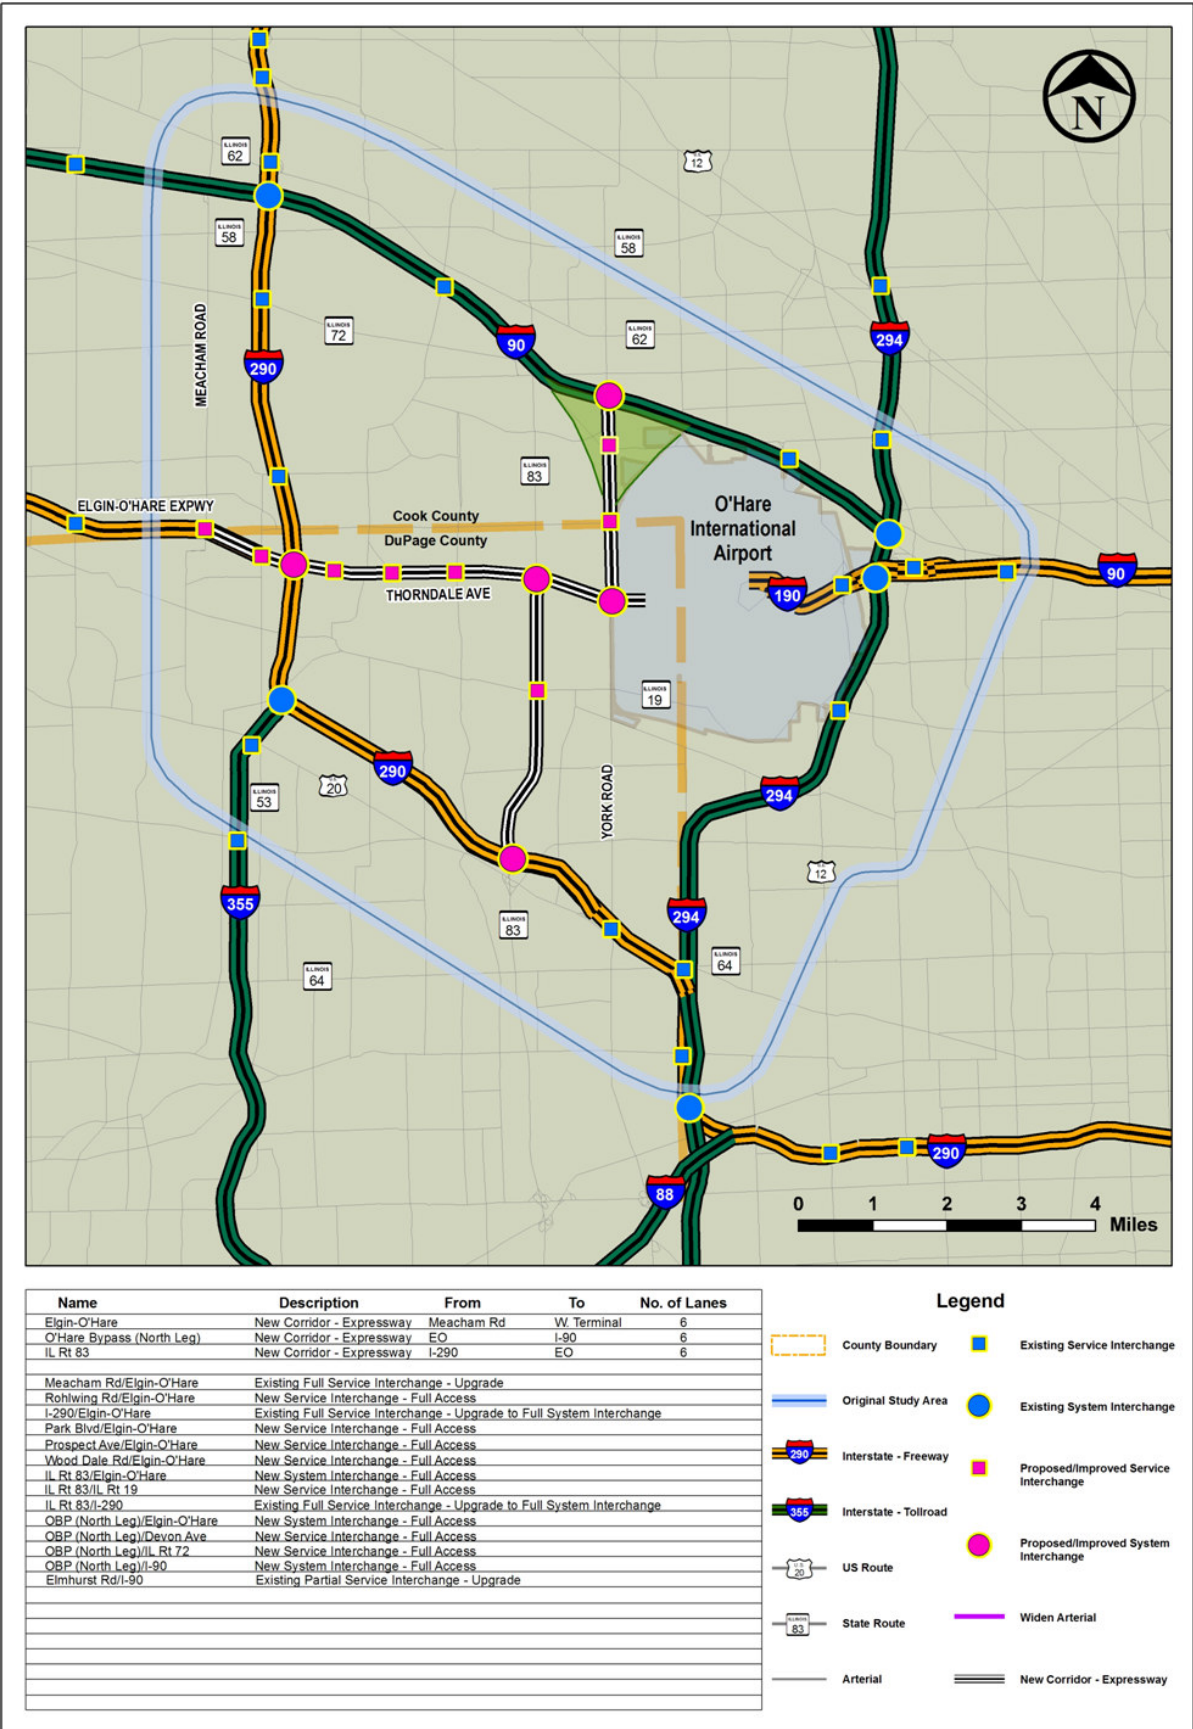 N
ILLINOIS
62
U S
12
ILLINOIS
58
ILLINOIS
58
MEACHAM ROAD
ILLINOIS
72
ILLINOIS
62
90
294
290
ILLINOIS
83
ELGIN-O'HARE EXPWY
O'Hare
International
Airport
Cook County
DuPage County
THORNDALE AVE
190
90
ILLINOIS
19
290
U S
20
ILLINOIS
53
YORK ROAD
294
U S
12
355
294
ILLINOIS
83
ILLINOIS
64
ILLINOIS
64
290
88
0 1 2 3 4
Miles
Name Description From To No. of Lanes
Elgin-O'Hare New Corridor - Expressway Meacham Rd W. Terminal 6
O'Hare Bypass (North Leg) New Corridor - Expressway EO I-90 6
IL Rt 83 New Corridor - Expressway I-290 EO 6
Meacham Rd/Elgin-O'Hare Existing Full Service Interchange - Upgrade
Rohlwing Rd/Elgin-O'Hare New Service Interchange - Full Access
I-290/Elgin-O'Hare Existing Full Service Interchange - Upgrade to Full System Interchange
Park Blvd/Elgin-O'Hare New Service Interchange - Full Access
Prospect Ave/Elgin-O'Hare New Service Interchange - Full Access
Wood Dale Rd/Elgin-O'Hare New Service Interchange - Full Access
IL Rt 83/Elgin-O'Hare New System Interchange - Full Access
IL Rt 83/IL Rt 19 New Service Interchange - Full Access
IL Rt 83/I-290 Existing Full Service Interchange - Upgrade to Full System Interchange
OBP (North Leg)/Elgin-O'Hare New System Interchange - Full Access
OBP (North Leg)/Devon Ave New Service Interchange - Full Access
OBP (North Leg)/IL Rt 72 New Service Interchange - Full Access
OBP (North Leg)/I-90 New System Interchange - Full Access
Elmhurst Rd/I-90 Existing Partial Service Interchange - Upgrade
Legend
County Boundary
Existing Service Interchange
Original Study Area
Existing System Interchange
290
Interstate - Freeway
Proposed/Improved Service
Interchange
355
Interstate - Tollroad
Proposed/Improved System
Interchange
U S
20
US Route
Widen Arterial
ILLINOIS
83
State Route
Arterial
New Corridor - Expressway